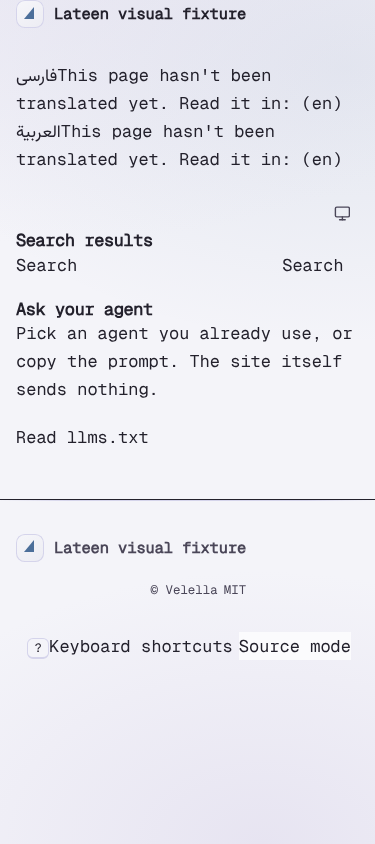 Lateen visual fixture
فارسیThis page hasn't been
translated yet. Read it in: (en)
العربيةThis page hasn't been
translated yet. Read it in: (en)
Search results
Search Search
Ask your agent
Pick an agent you already use, or
copy the prompt. The site itself
sends nothing.
Read llms.txt
Lateen visual fixture
© Velella MIT
? Keyboard shortcuts Source mode